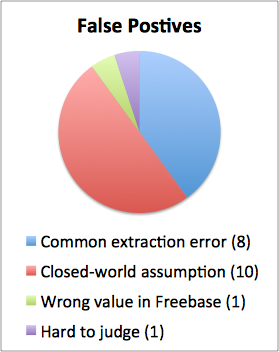 False Postives
Common extraction error (8)
Closed-world assumption (10)
Wrong value in Freebase (1)
Hard to judge (1)